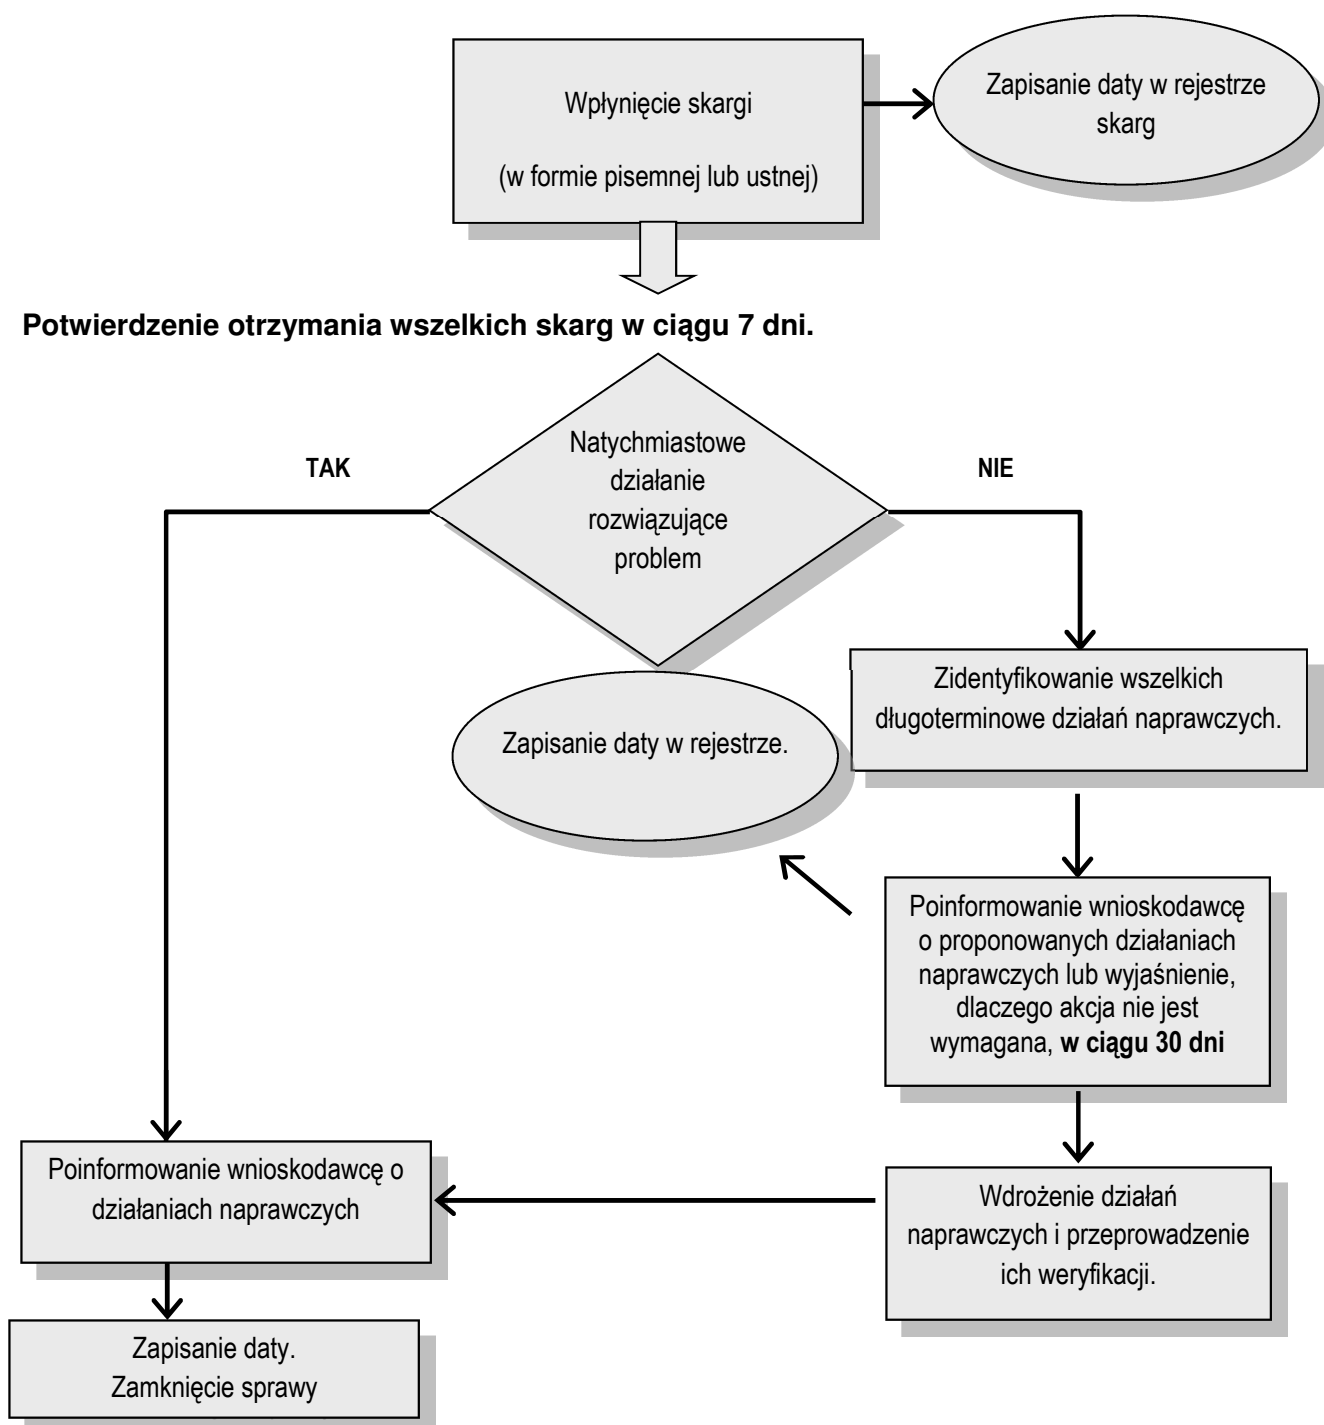 Wpłynięcie skargi
(w formie pisemnej lub ustnej)
Zapisanie daty w rejestrze
skarg
Potwierdzenie otrzymania wszelkich skarg w ciągu 7 dni.
Natychmiastowe
działanie
rozwiązujące
problem
TAK
NIE
Zidentyfikowanie wszelkich
długoterminowe działań naprawczych.
Zapisanie daty w rejestrze.
Poinformowanie wnioskodawcę
o proponowanych działaniach
naprawczych lub wyjaśnienie,
dlaczego akcja nie jest
wymagana, w ciągu 30 dni
Poinformowanie wnioskodawcę o
działaniach naprawczych
Wdrożenie działań
naprawczych i przeprowadzenie
ich weryfikacji.
Zapisanie daty.
Zamknięcie sprawy